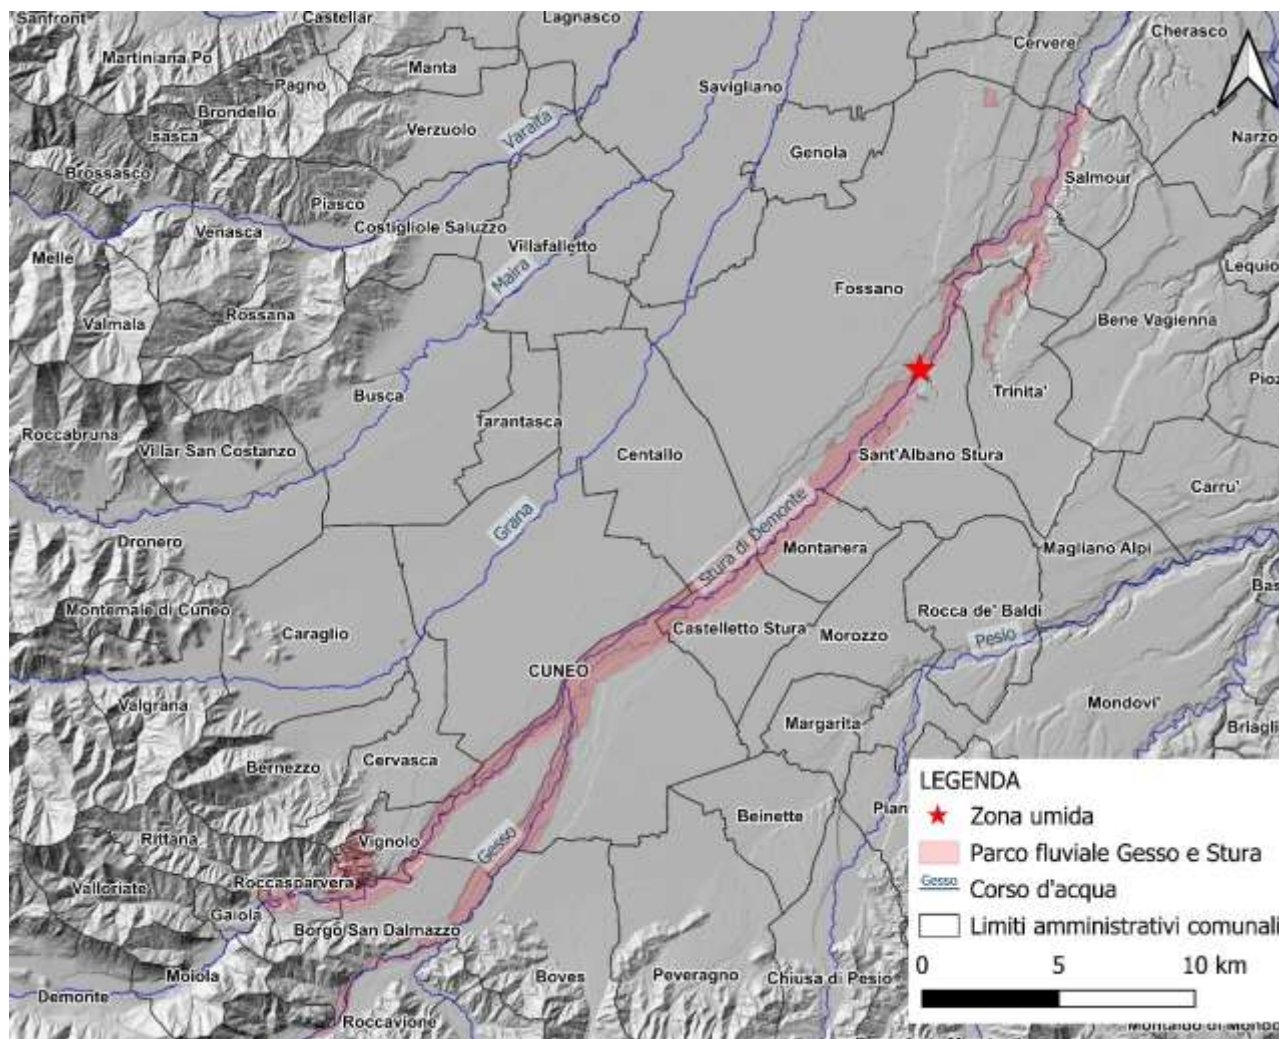 Sanfront
Castellar
Lagnasco
Cervere
Cherasco
Martiniana Po
Manta
Pagno
Savigliano
Brondello
Isasca
Verzuolo
Varaita
Genola
Narzo
Brossasco
Piasco
Salmour
Costigliole Saluzzo
Venasca
Villafalletto
Melle
Maira
Lequio
Fossano
Rossana
Valmala
Bene Vagienna
Busca
Trinita'
Pioz
Tarantasca
Roccabruna
Villar San Costanzo
Centallo
Sant'Albano Stura
Carru'
Grana
Stura di Demonte
Dronero
Montanera
Magliano Alpi
Bas
Montemale di Cuneo
Rocca de' Baldi
Caraglio
Castelletto Stura
Morozzo
Pesio
CUNEO
Valgrana
Mondovi'
Margarita
Briagli
Cervasca
Bernezzo
LEGENDA
Zona umida
Parco fluviale Gesso e Stura
Gesso
Corso d'acqua
Limiti amministrativi comunali
0 5 10 km
Beinette
Pian
Rittana
Vignolo
Gesso
Valloriate
Roccasparvera
Gaiola
Borgo San Dalmazzo
Moiola
Boves
Peveragno
Chiusa di Pesio
Demonte
Roccavione